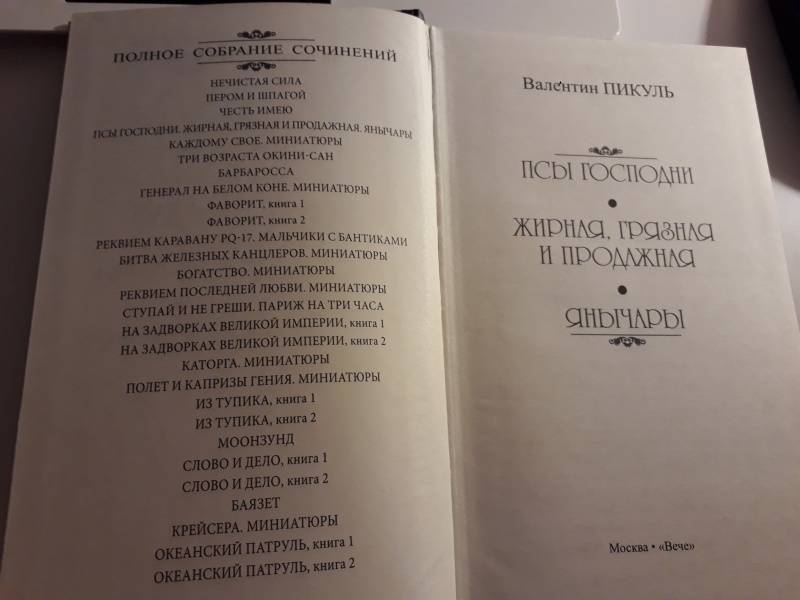 ПОЛНОЕ СОБРАНИЕ СОЧИНЕНИЙ
НЕЧИСТАЯ СИЛА
ПЕРОМ И ШПАГОЙ
ЧЕСТЬ ИМЕЮ
ПСЫ ГОСПОДНИ. ЖИРНАЯ, ГРЯЗНАЯ И ПРОДАЖНАЯ. ЯНЫЧАРЫ
КАЖДОМУ СВОЕ. МИНИАТЮРЫ
ТРИ ВОЗРАСТА ОКИНИ-САН
БАРБАРОССА
ГЕНЕРАЛ НА БЕЛОМ КОНЕ. МИНИАТЮРЫ
ФАВОРИТ, книга 1
ФАВОРИТ, книга 2
РЕКВИЕМ КАРАВАНУ PQ-17. МАЛЬЧИКИ С БАНТИКАМИ
БИТВА ЖЕЛЕЗНЫХ КАНЦЛЕРОВ. МИНИАТЮРЫ
БОГАТСТВО. МИНИАТЮРЫ
РЕКВИЕМ ПОСЛЕДНЕЙ ЛЮБВИ. МИНИАТЮРЫ
СТУПАЙ И НЕ ГРЕШИ. ПАРИЖ НА ТРИ ЧАСА
НА ЗАДВОРКАХ ВЕЛИКОЙ ИМПЕРИИ, книга 1
НА ЗАДВОРКАХ ВЕЛИКОЙ ИМПЕРИИ, книга 2
КАТОРГА. МИНИАТЮРЫ
ПОЛЕТ И КАПРИЗЫ ГЕНИЯ. МИНИАТЮРЫ
ИЗ ТУПИКА, книга 1
ИЗ ТУПИКА, книга 2
МООНЗУНД
СЛОВО И ДЕЛО, книга 1
СЛОВО И ДЕЛО, книга 2
БАЯЗЕТ
КРЕЙСЕРА. МИНИАТЮРЫ
ОКЕАНСКИЙ ПАТРУЛЬ, книга 1
ОКЕАНСКИЙ ПАТРУЛЬ, книга 2
Валентин ПИКУЛЬ
ПСЫ ГОСПОДНИ
•
ЖИРНАЯ, ГРЯЗНАЯ
И ПРОДАЖНАЯ
•
ЯНЫЧАРЫ
Москва • «Вече»